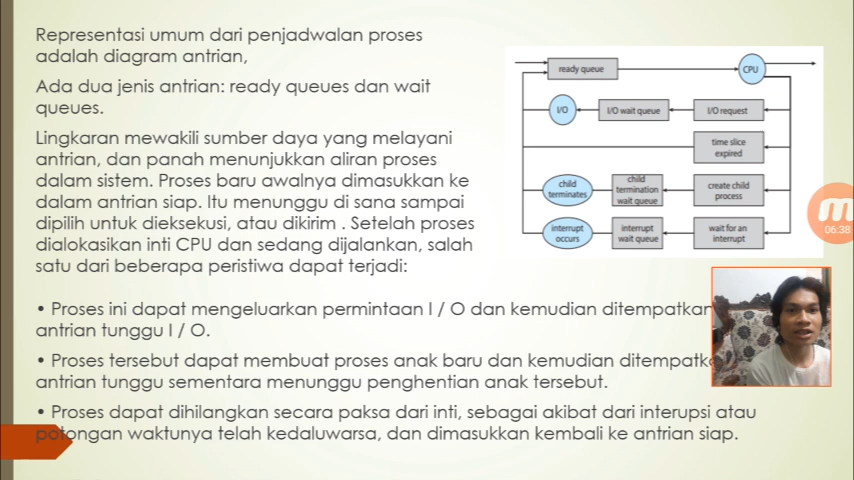 Representasi umum dari penjadwalan proses
adalah diagram antrian,
Ada dua jenis antrian: ready queues dan wait
queues.
Lingkaran mewakili sumber daya yang melayani
antrian, dan panah menunjukkan aliran proses
dalam sistem. Proses baru awalnya dimasukkan ke
dalam antrian siap. Itu menunggu di sana sampai
dipilih untuk dieksekusi, atau dikirim . Setelah proses
dialokasikan inti CPU dan sedang dijalankan, salah
satu dari beberapa peristiwa dapat terjadi:
• Proses ini dapat mengeluarkan permintaan I / O dan kemudian ditempatkan
antrian tunggu I / O.
• Proses tersebut dapat membuat proses anak baru dan kemudian
antrian tunggu sementara menunggu penghentian anak tersebut.
• Proses dapat dihilangkan secara paksa dari inti, sebagai akibat dari interupsi atau
potongan waktunya telah kedaluwarsa, dan dimasukkan kembali ke antrian siap.
ready queue
CPU
I/O
I/O wait queue
I/O request
time slice
expired
child
terminates
child
termination
wait queue
create child
process
interrupt
occurs
interrupt
wait queue
wait for an
interrupt
06:38